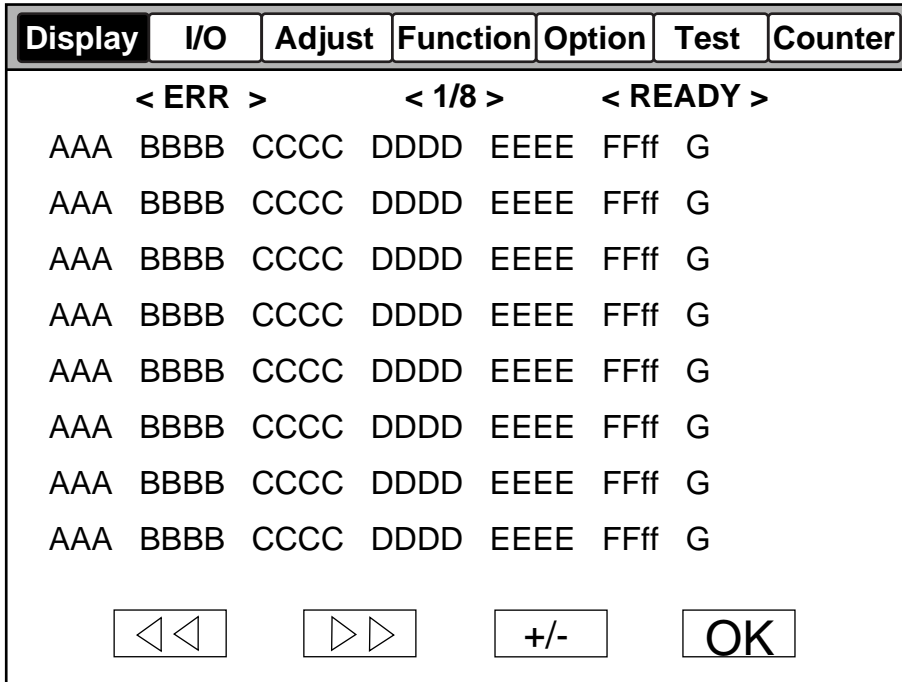 Display I/O Adjust Function Option Test Counter
< ERR > < 1/8 > < READY >
AAA BBBB CCCC DDDD EEEE FFff G
AAA BBBB CCCC DDDD EEEE FFff G
AAA BBBB CCCC DDDD EEEE FFff G
AAA BBBB CCCC DDDD EEEE FFff G
AAA BBBB CCCC DDDD EEEE FFff G
AAA BBBB CCCC DDDD EEEE FFff G
AAA BBBB CCCC DDDD EEEE FFff G
AAA BBBB CCCC DDDD EEEE FFff G
+/- OK